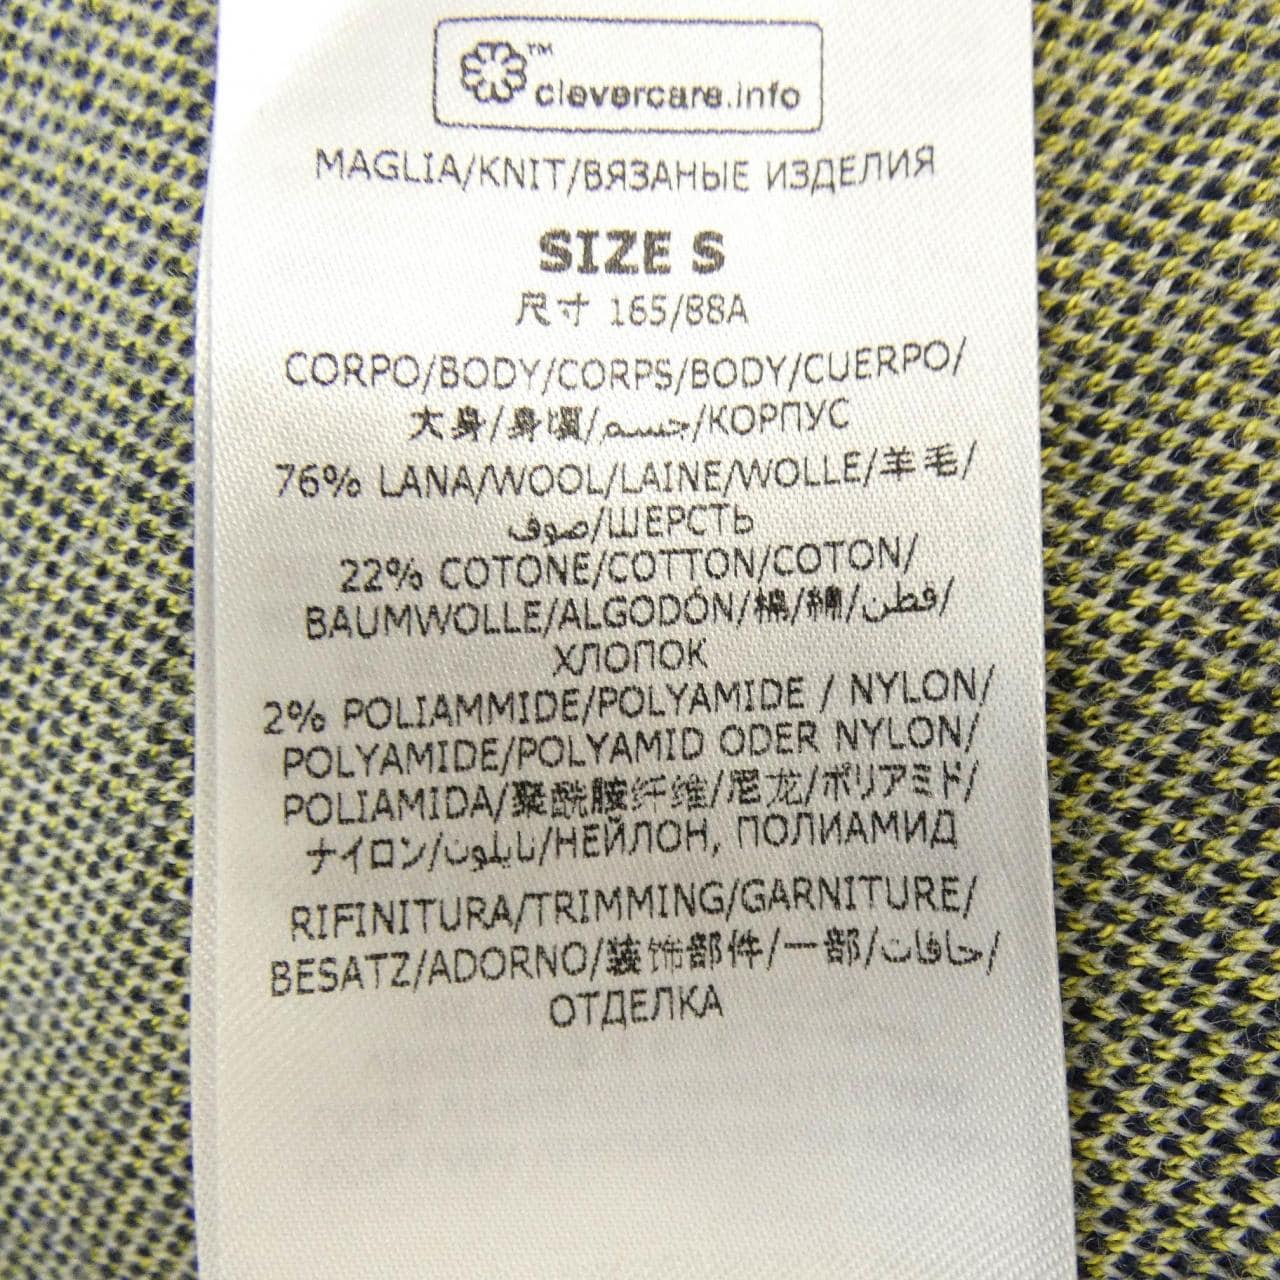 ™
clevercare.info
MAGLIA/KNIT/ВЯЗАНЫЕ ИЗДЕЛИЯ
SIZE S
尺寸 165/88A
CORPO/BODY/CORPS/BODY/CUERPO/
大身/身頃/جسم/КОРПУС
76% LANA/WOOL/LAINE/WOLLE/羊毛/
صوف/ШЕРСТЬ
22% COTONE/COTTON/COTON/
BAUMWOLLE/ALGODÓN/棉/綿/قطن/
ХЛОПОК
2% POLIAMMIDE/POLYAMIDE / NYLON/
POLYAMIDE/POLYAMID ODER NYLON/
POLIAMIDA/聚酰胺纤维/尼龙/ポリアミド/
ナイロン/نايلون/НЕЙЛОН, ПОЛИАМИД
RIFINITURA/TRIMMING/GARNITURE/
BESATZ/ADORNO/装饰部件/一部/حافات/
ОТДЕЛКА